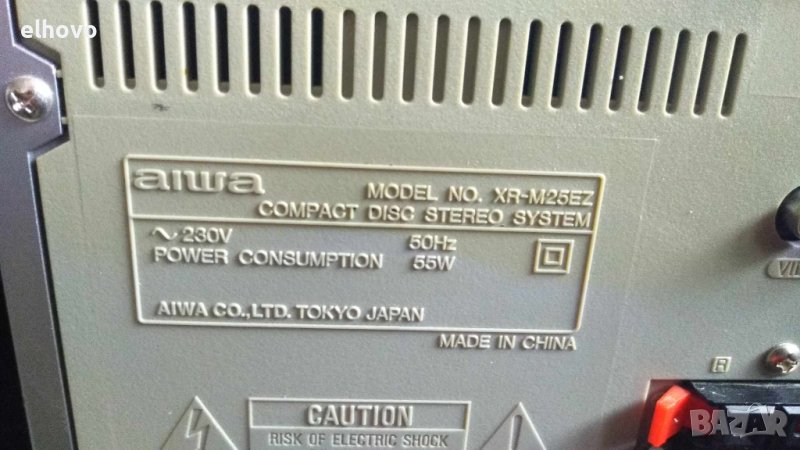 elhovo
aiwa MODEL NO. XR-M25EZ
COMPACT DISC STEREO SYSTEM
~ 230V 50Hz
POWER CONSUMPTION 55W
AIWA CO.,LTD. TOKYO JAPAN
MADE IN CHINA
R
CAUTION
RISK OF ELECTRIC SHOCK
BAZAR